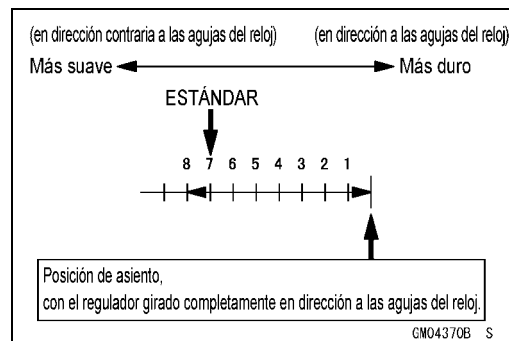 (en dirección contraria a las agujas del reloj) (en dirección a las agujas del reloj)
Más suave Más duro
ESTÁNDAR
8 7 6 5 4 3 2 1
Posición de asiento,
con el regulador girado completamente en dirección a las agujas del reloj.
GM04370B S